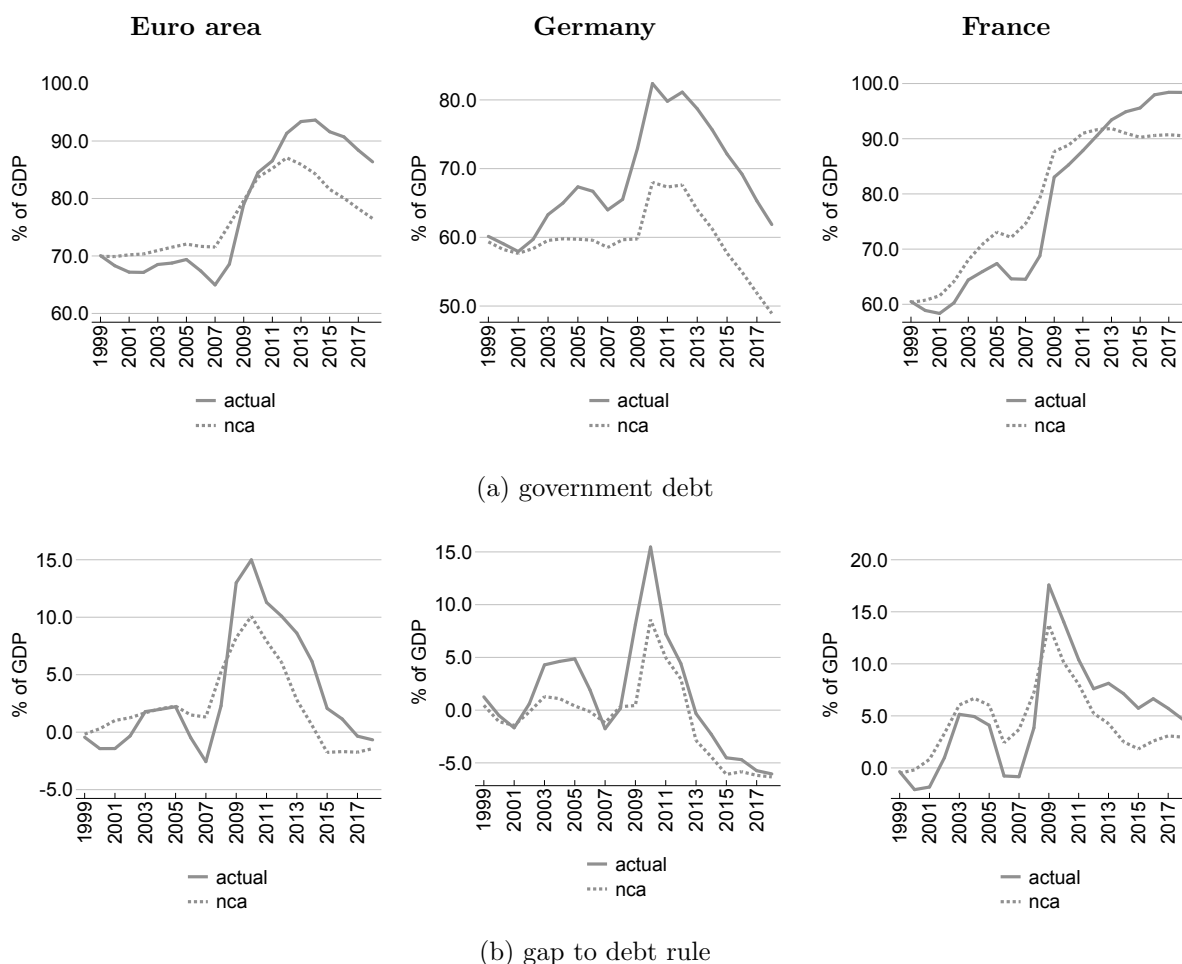 Euro area Germany France
100.0
90.0
80.0
70.0
60.0
% of GDP
1999 2001 2003 2005 2007 2009 2011 2013 2015 2017
actual
nca
80.0
70.0
60.0
50.0
% of GDP
1999 2001 2003 2005 2007 2009 2011 2013 2015 2017
actual
nca
100.0
90.0
80.0
70.0
60.0
% of GDP
1999 2001 2003 2005 2007 2009 2011 2013 2015 2017
actual
nca
(a) government debt
15.0
10.0
5.0
0.0
-5.0
% of GDP
1999 2001 2003 2005 2007 2009 2011 2013 2015 2017
actual
nca
15.0
10.0
5.0
0.0
-5.0
% of GDP
1999 2001 2003 2005 2007 2009 2011 2013 2015 2017
actual
nca
20.0
15.0
10.0
5.0
0.0
% of GDP
1999 2001 2003 2005 2007 2009 2011 2013 2015 2017
actual
nca
(b) gap to debt rule